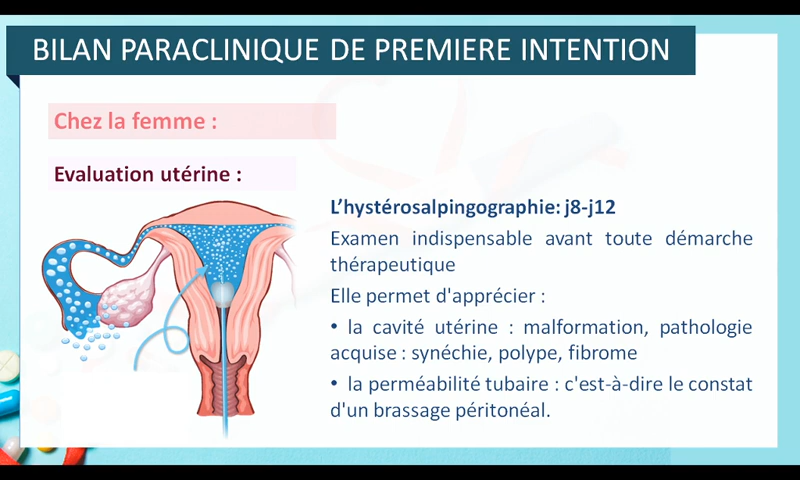 BILAN PARACLINIQUE DE PREMIERE INTENTION
Chez la femme :
Evaluation utérine :
L'hystérosalpingographie: j8-j12
Examen indispensable avant toute démarche
thérapeutique
Elle permet d'apprécier :
• la cavité utérine : malformation, pathologie
acquise : synéchie, polype, fibrome
• la perméabilité tubaire : c'est-à-dire le constat
d'un brassage péritonéal.